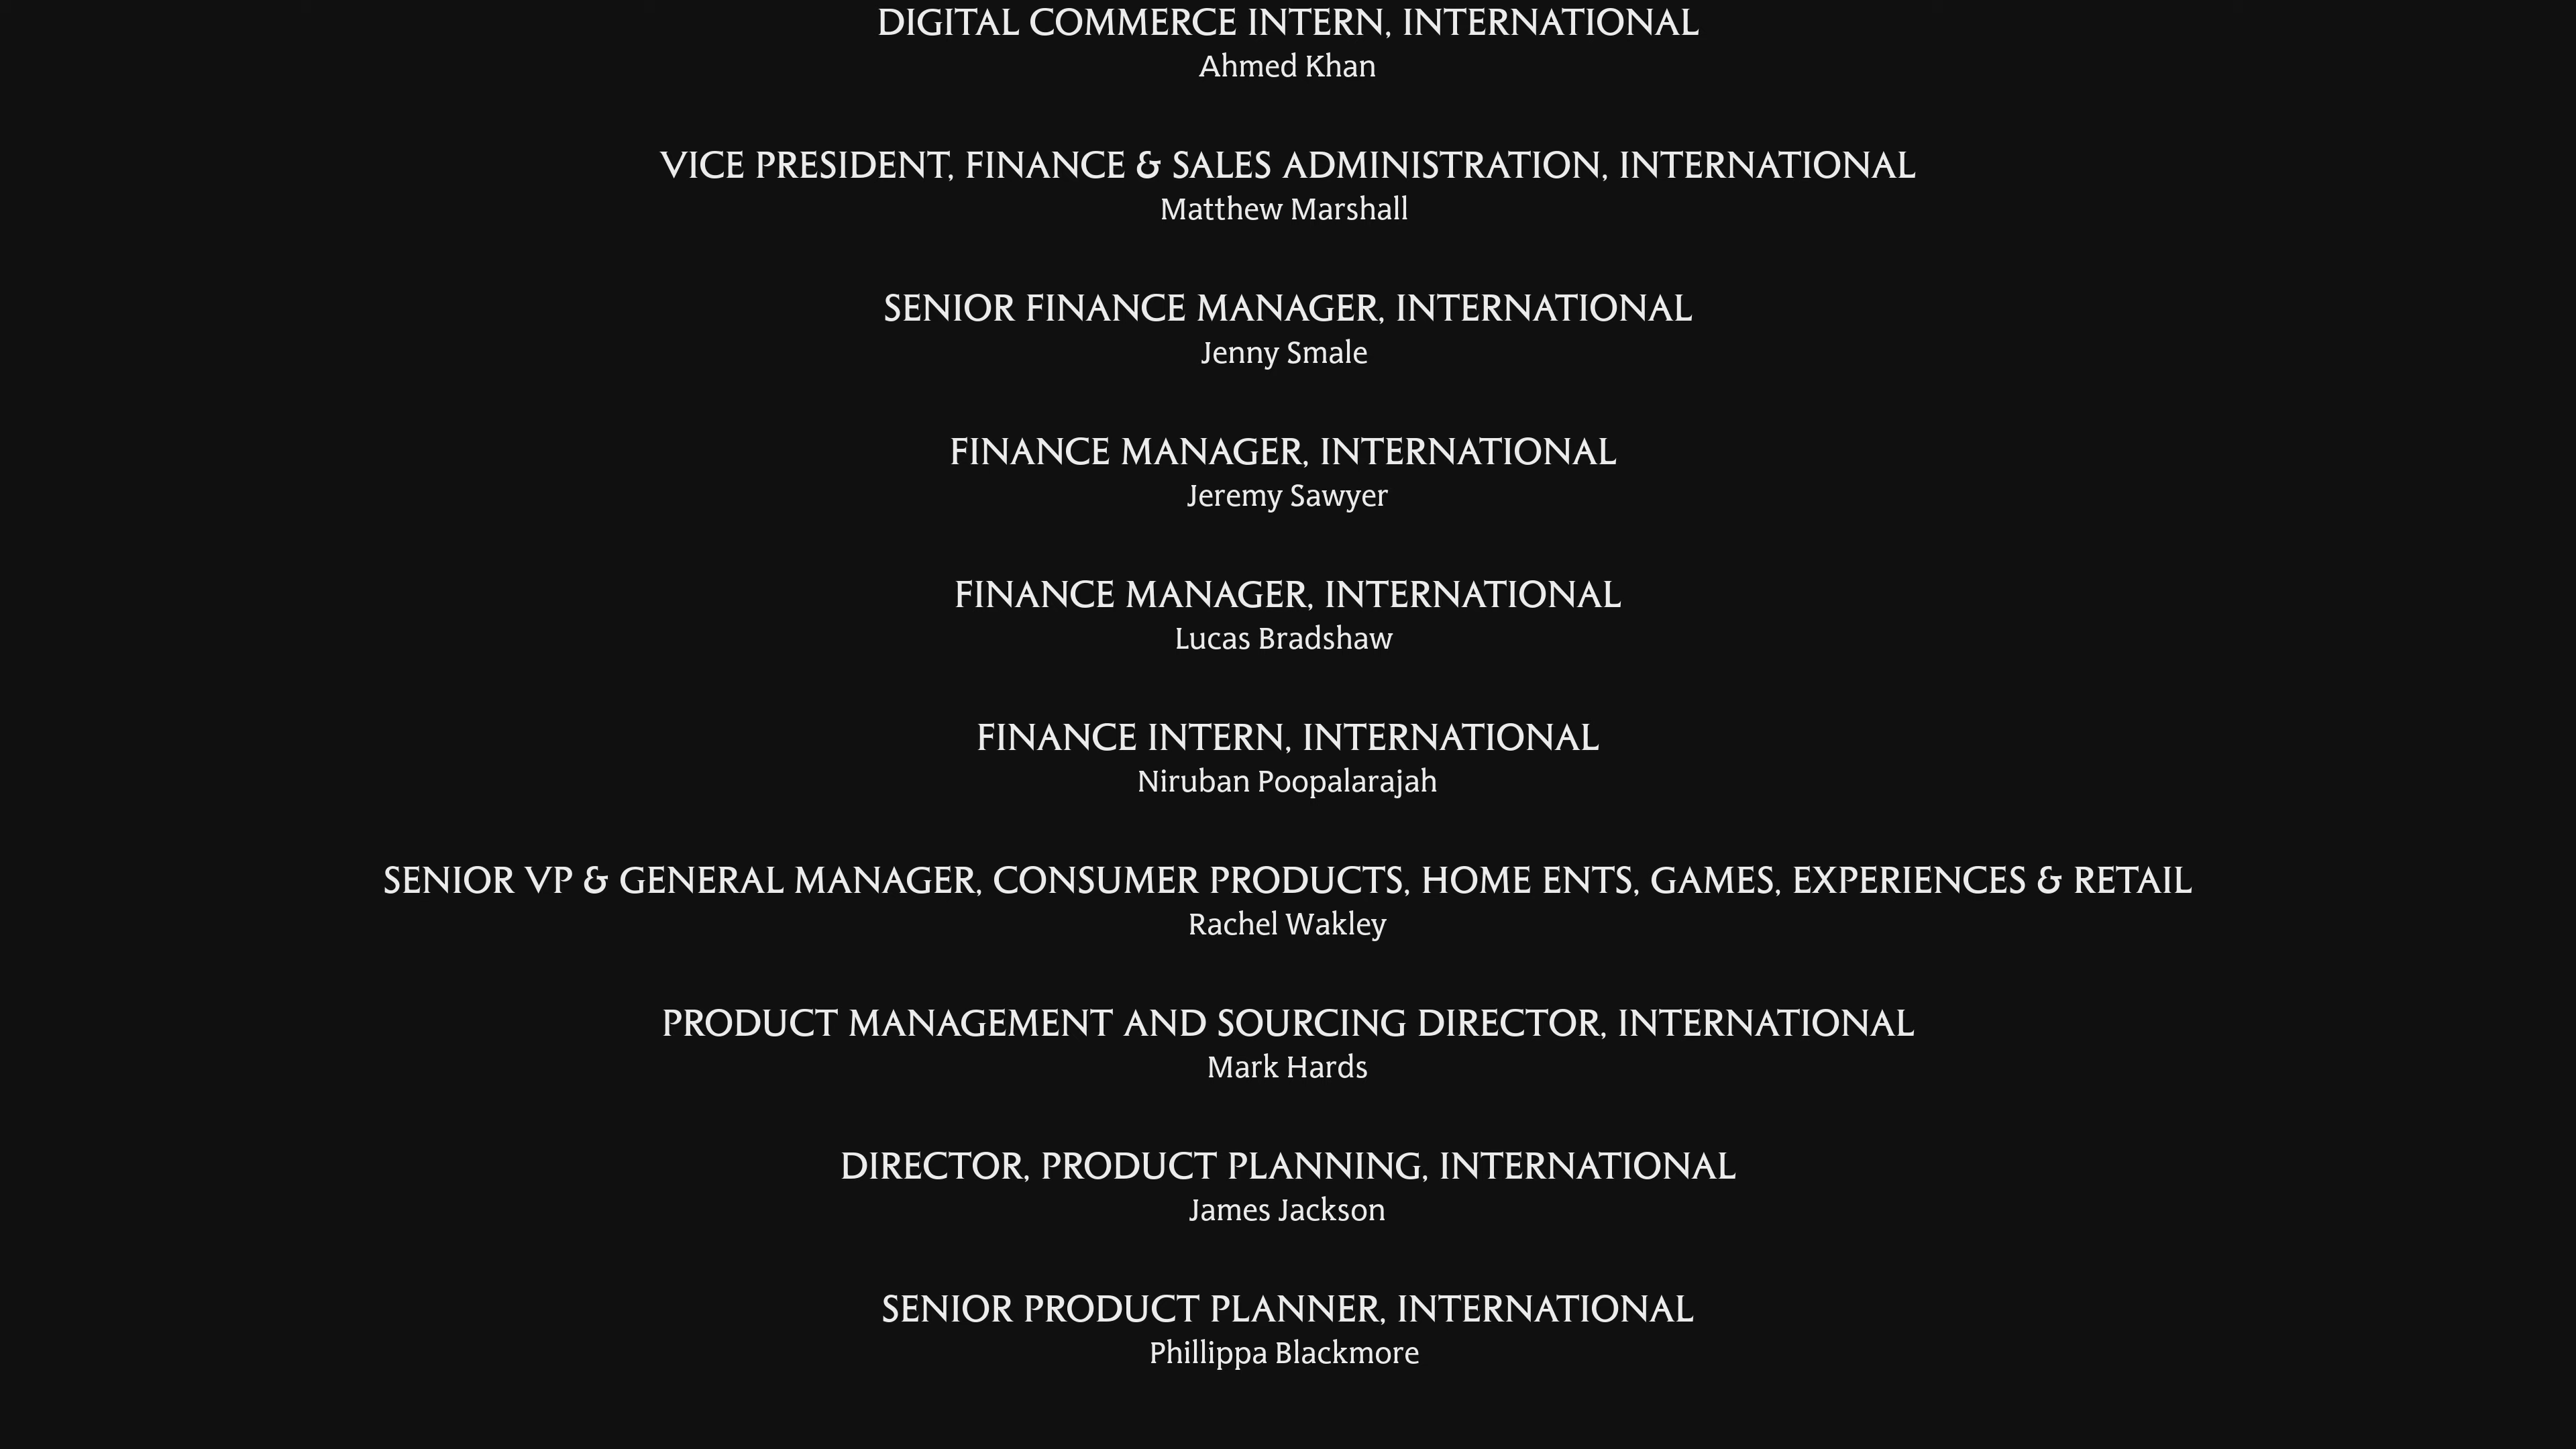 DIGITAL COMMERCE INTERN, INTERNATIONAL
Ahmed Khan
VICE PRESIDENT, FINANCE & SALES ADMINISTRATION, INTERNATIONAL
Matthew Marshall
SENIOR FINANCE MANAGER, INTERNATIONAL
Jenny Smale
FINANCE MANAGER, INTERNATIONAL
Jeremy Sawyer
FINANCE MANAGER, INTERNATIONAL
Lucas Bradshaw
FINANCE INTERN, INTERNATIONAL
Niruban Poopalarajah
SENIOR VP & GENERAL MANAGER, CONSUMER PRODUCTS, HOME ENTS, GAMES, EXPERIENCES & RETAIL
Rachel Wakley
PRODUCT MANAGEMENT AND SOURCING DIRECTOR, INTERNATIONAL
Mark Hards
DIRECTOR, PRODUCT PLANNING, INTERNATIONAL
James Jackson
SENIOR PRODUCT PLANNER, INTERNATIONAL
Phillippa Blackmore